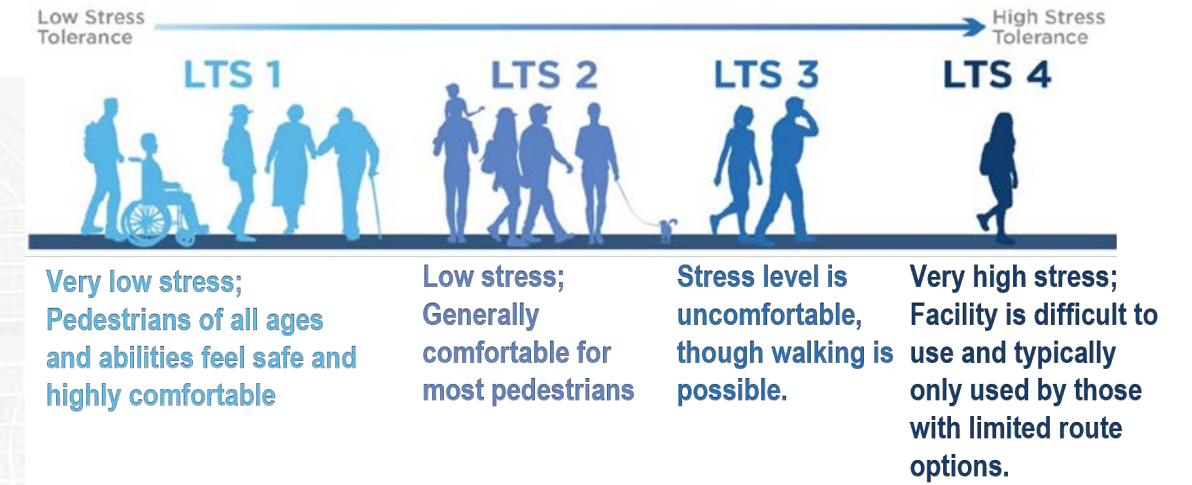 Low Stress
Tolerance
High Stress
Tolerance
LTS 1
LTS 2
LTS 3
LTS 4
Very low stress;
Pedestrians of all ages
and abilities feel safe and
highly comfortable
Low stress;
Generally
comfortable for
most pedestrians
Stress level is
uncomfortable,
though walking is
possible.
Very high stress;
Facility is difficult to
use and typically
only used by those
with limited route
options.